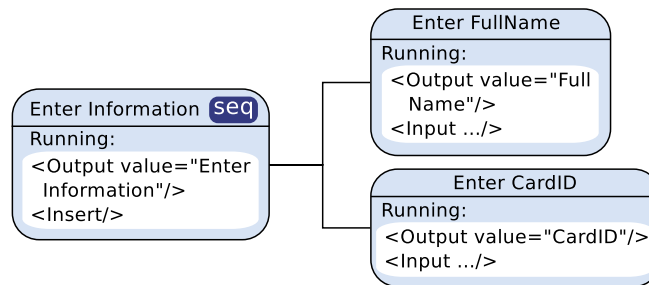 Enter Information seq
Running:
<Output value="Enter
Information"/>
<Insert/>
Enter FullName
Running:
<Output value="Full
Name"/>
<Input .../>
Enter CardID
Running:
<Output value="CardID"/>
<Input .../>